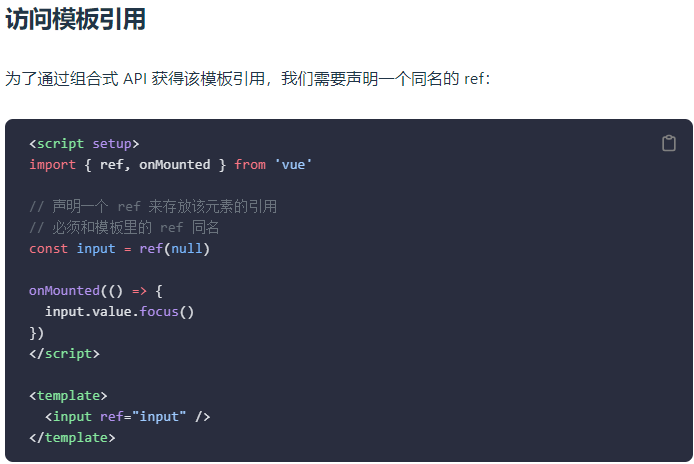 访问模板引用
为了通过组合式 API 获得该模板引用，我们需要声明一个同名的 ref：
<script setup>
import { ref, onMounted } from 'vue'
// 声明一个 ref 来存放该元素的引用
// 必须和模板里的 ref 同名
const input = ref(null)
onMounted(() => {
  input.value.focus()
})
</script>
<template>
  <input ref="input" />
</template>